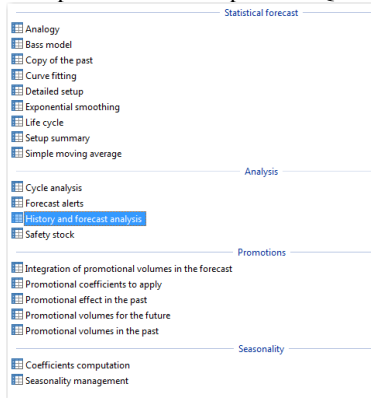 Statistical forecast
Analogy
Bass model
Copy of the past
Curve fitting
Detailed setup
Exponential smoothing
Life cycle
Setup summary
Simple moving average
Analysis
Cycle analysis
Forecast alerts
History and forecast analysis
Safety stock
Promotions
Integration of promotional volumes in the forecast
Promotional coefficients to apply
Promotional effect in the past
Promotional volumes for the future
Promotional volumes in the past
Seasonality
Coefficients computation
Seasonality management